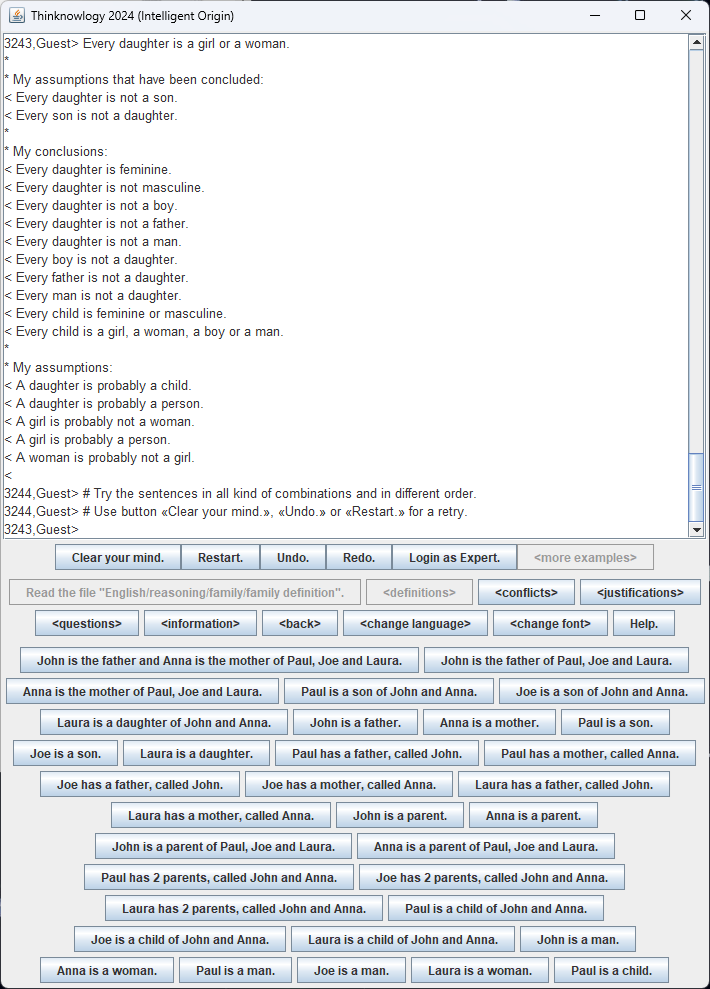 Thinknowlogy 2024 (Intelligent Origin)
3243,Guest> Every daughter is a girl or a woman.
*
* My assumptions that have been concluded:
< Every daughter is not a son.
< Every son is not a daughter.
*
* My conclusions:
< Every daughter is feminine.
< Every daughter is not masculine.
< Every daughter is not a boy.
< Every daughter is not a father.
< Every daughter is not a man.
< Every boy is not a daughter.
< Every father is not a daughter.
< Every man is not a daughter.
< Every child is feminine or masculine.
< Every child is a girl, a woman, a boy or a man.
*
* My assumptions:
< A daughter is probably a child.
< A daughter is probably a person.
< A girl is probably not a woman.
< A girl is probably a person.
< A woman is probably not a girl.
<
3244,Guest> # Try the sentences in all kind of combinations and in different order.
3244,Guest> # Use button «Clear your mind.», «Undo.» or «Restart.» for a retry.
3243,Guest>
Clear your mind. Restart. Undo. Redo. Login as Expert. <more examples>
Read the file "English/reasoning/family/family definition". <definitions> <conflicts> <justifications>
<questions> <information> <back> <change language> <change font> Help.
John is the father and Anna is the mother of Paul, Joe and Laura. John is the father of Paul, Joe and Laura.
Anna is the mother of Paul, Joe and Laura. Paul is a son of John and Anna. Joe is a son of John and Anna.
Laura is a daughter of John and Anna. John is a father. Anna is a mother. Paul is a son.
Joe is a son. Laura is a daughter. Paul has a father, called John. Paul has a mother, called Anna.
Joe has a father, called John. Joe has a mother, called Anna. Laura has a father, called John.
Laura has a mother, called Anna. John is a parent. Anna is a parent.
John is a parent of Paul, Joe and Laura. Anna is a parent of Paul, Joe and Laura.
Paul has 2 parents, called John and Anna. Joe has 2 parents, called John and Anna.
Laura has 2 parents, called John and Anna. Paul is a child of John and Anna.
Joe is a child of John and Anna. Laura is a child of John and Anna. John is a man.
Anna is a woman. Paul is a man. Joe is a man. Laura is a woman. Paul is a child.